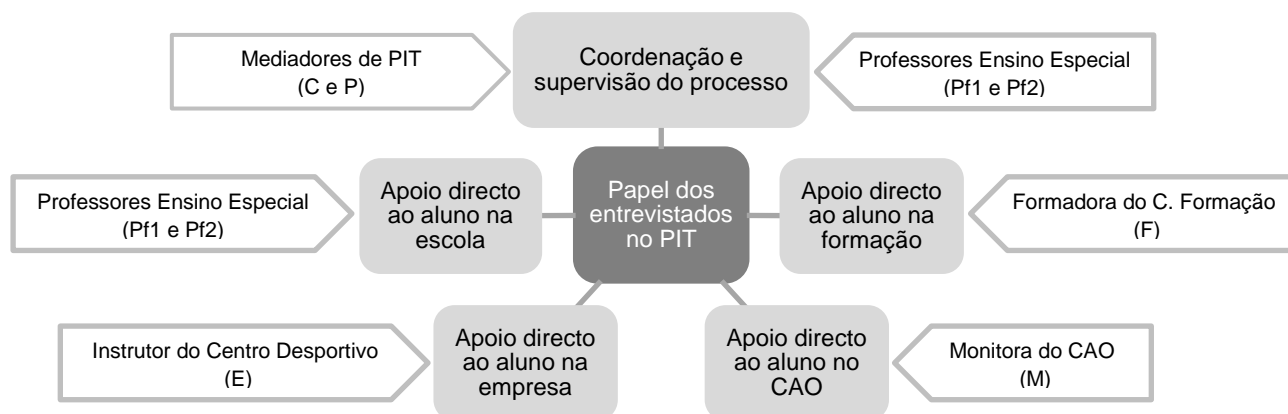 Mediadores de PIT
(C e P)
Coordenação e
supervisão do processo
Professores Ensino Especial
(Pf1 e Pf2)
Professores Ensino Especial
(Pf1 e Pf2)
Apoio directo
ao aluno na
escola
Papel dos
entrevistados
no PIT
Apoio directo
ao aluno na
formação
Formadora do C. Formação
(F)
Instrutor do Centro Desportivo
(E)
Apoio directo
ao aluno na
empresa
Apoio directo
ao aluno no
CAO
Monitora do CAO
(M)